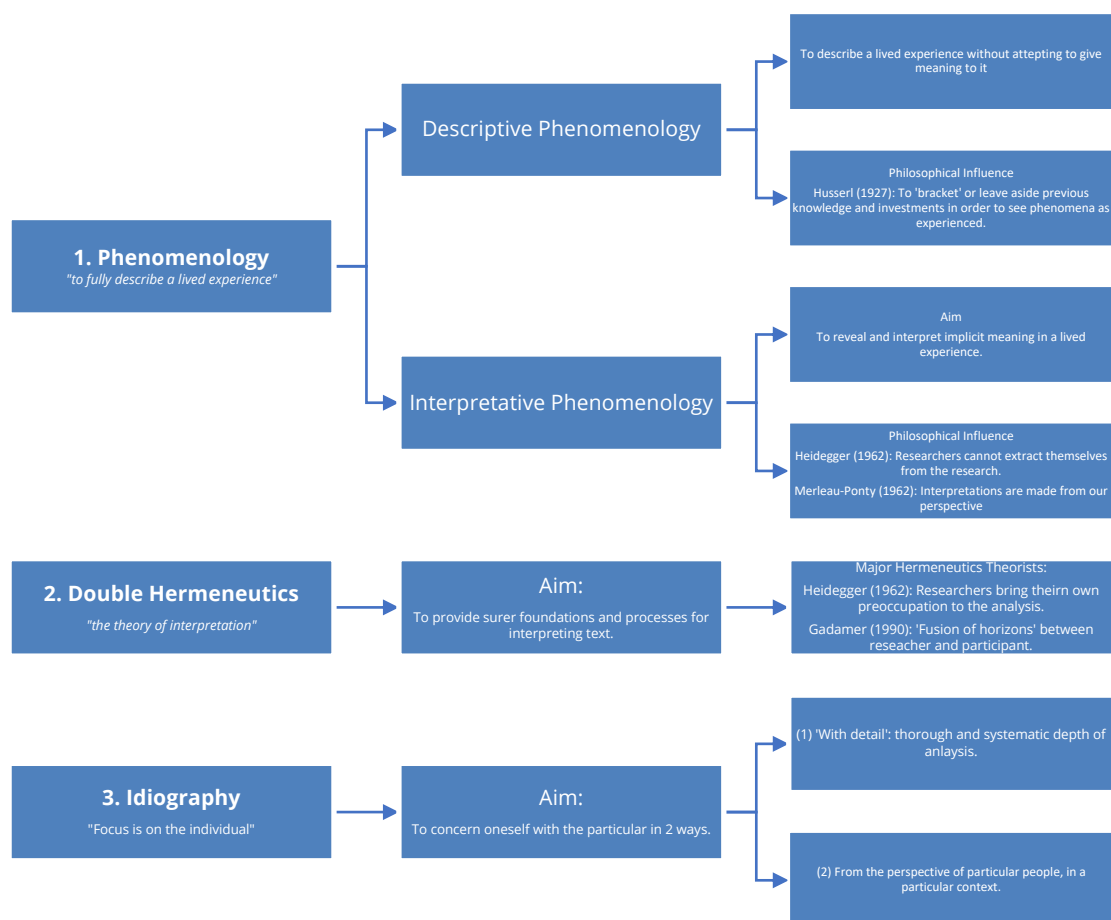 1. Phenomenology
"to fully describe a lived experience"
Descriptive Phenomenology
To describe a lived experience without attepting to give
meaning to it
Philosophical Influence
Husserl (1927): To 'bracket' or leave aside previous
knowledge and investments in order to see phenomena as
experienced.
Interpretative Phenomenology
Aim
To reveal and interpret implicit meaning in a lived
experience.
Philosophical Influence
Heidegger (1962): Researchers cannot extract themselves
from the research.
Merleau-Ponty (1962): Interpretations are made from our
perspective
2. Double Hermeneutics
"the theory of interpretation"
Aim:
To provide surer foundations and processes for
interpreting text.
Major Hermeneutics Theorists:
Heidegger (1962): Researchers bring theirn own
preoccupation to the analysis.
Gadamer (1990): 'Fusion of horizons' between
reseacher and participant.
3. Idiography
"Focus is on the individual"
Aim:
To concern oneself with the particular in 2 ways.
(1) 'With detail': thorough and systematic depth of
anlaysis.
(2) From the perspective of particular people, in a
particular context.